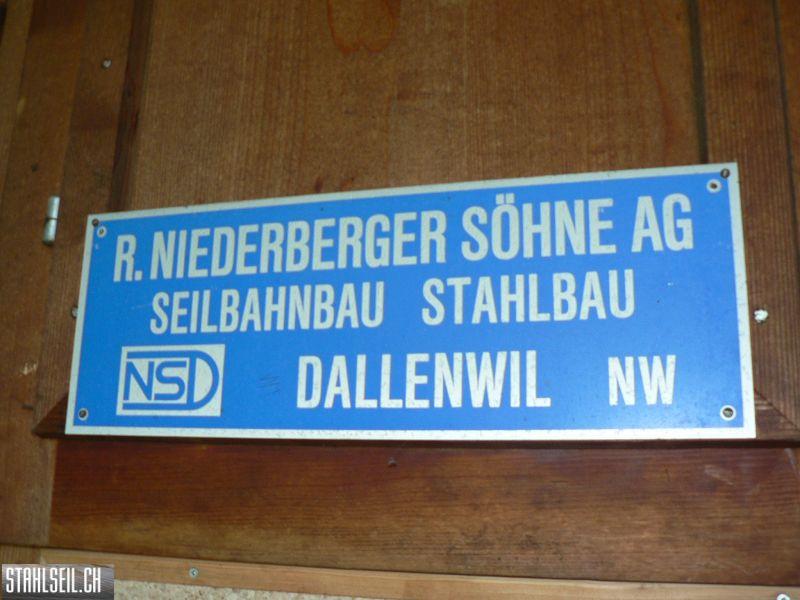 R. NIEDERBERGER SÖHNE AG
SEILBAHNBAU STAHLBAU
NSD DALLENWIL NW
STAHLSEIL.CH